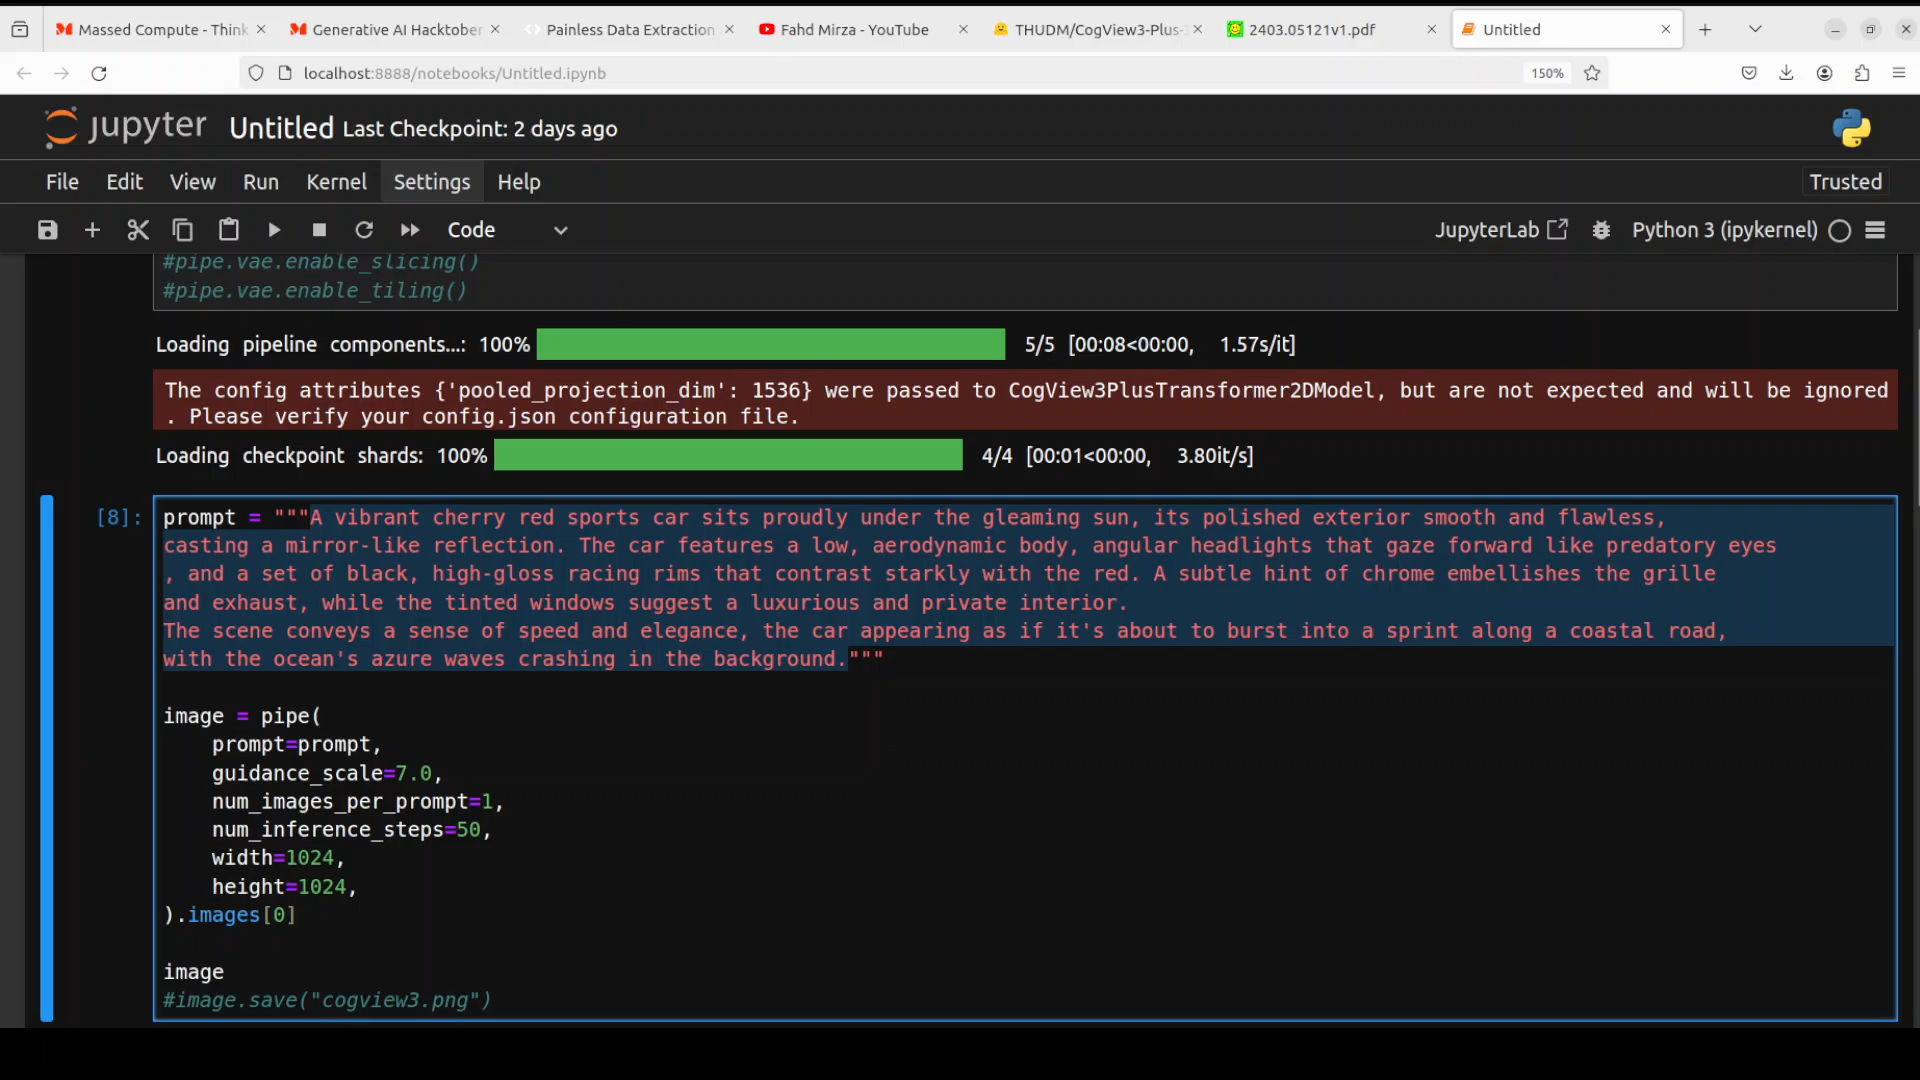 Massed Compute - Think
Generative AI Hacktober
Painless Data Extraction
Fahd Mirza - YouTube
THUDM/CogView3-Plus-
2403.05121v1.pdf
Untitled
localhost:8888/notebooks/Untitled.ipynb
150%
jupyter
Untitled Last Checkpoint: 2 days ago
File Edit View Run Kernel Settings Help
Trusted
Code
JupyterLab
Python 3 (ipykernel)
#pipe.vae.enable_slicing()
#pipe.vae.enable_tiling()
Loading pipeline components...: 100% 5/5 [00:08<00:00, 1.57s/it]
The config attributes {'pooled_projection_dim': 1536} were passed to CogView3PlusTransformer2DModel, but are not expected and will be ignored
. Please verify your config.json configuration file.
Loading checkpoint shards: 100% 4/4 [00:01<00:00, 3.80it/s]
[8]:
prompt = """A vibrant cherry red sports car sits proudly under the gleaming sun, its polished exterior smooth and flawless,
casting a mirror-like reflection. The car features a low, aerodynamic body, angular headlights that gaze forward like predatory eyes
, and a set of black, high-gloss racing rims that contrast starkly with the red. A subtle hint of chrome embellishes the grille
and exhaust, while the tinted windows suggest a luxurious and private interior.
The scene conveys a sense of speed and elegance, the car appearing as if it's about to burst into a sprint along a coastal road,
with the ocean's azure waves crashing in the background."""
image = pipe(
prompt=prompt,
guidance_scale=7.0,
num_images_per_prompt=1,
num_inference_steps=50,
width=1024,
height=1024,
).images[0]
image
#image.save("cogview3.png")